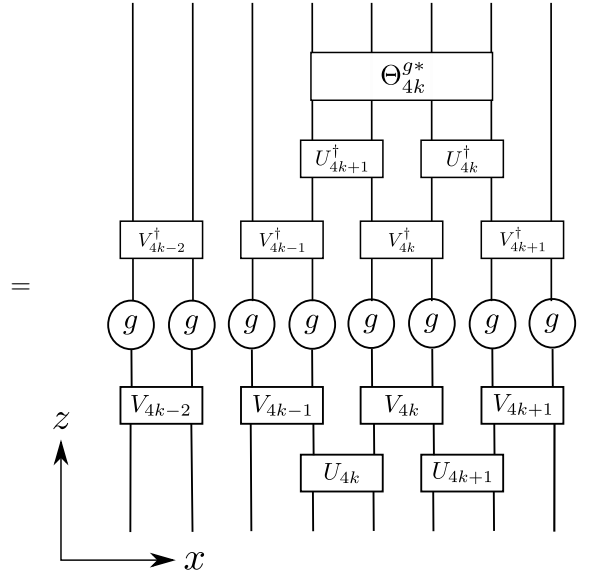 Θ^{g*}_{4k}
U^†_{4k+1} U^†_{4k}
V^†_{4k−2} V^†_{4k−1} V^†_{4k} V^†_{4k+1}
=
g g g g g g g g
V_{4k−2} V_{4k−1} V_{4k} V_{4k+1}
z
U_{4k} U_{4k+1}
x